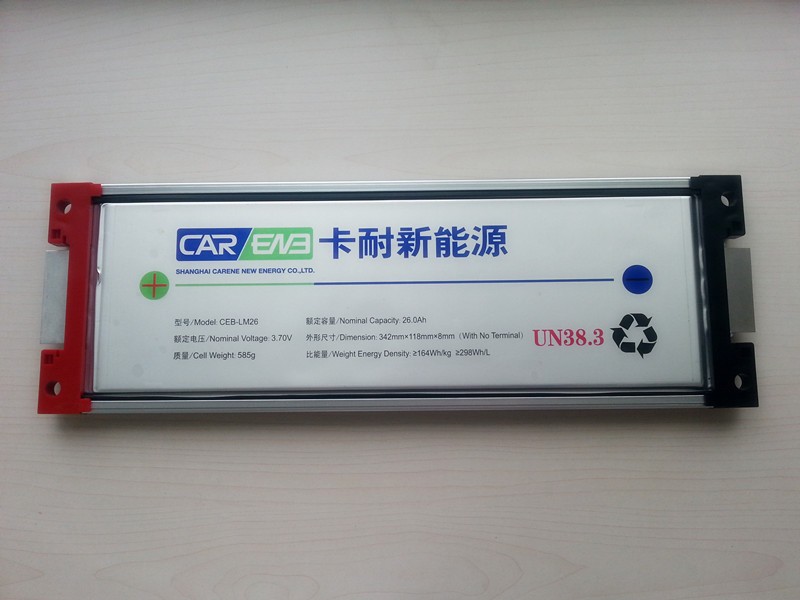 CAR ENB 卡耐新能源
SHANGHAI CARENE NEW ENERGY CO.,LTD.
型号/Model: CEB-LM26
额定电压/Nominal Voltage: 3.70V
质量/Cell Weight: 585g
额定容量/Nominal Capacity: 26.0Ah
外形尺寸/Dimension: 342mm×118mm×8mm（With No Terminal）
比能量/Weight Energy Density: ≥164Wh/kg ≥298Wh/L
UN38.3